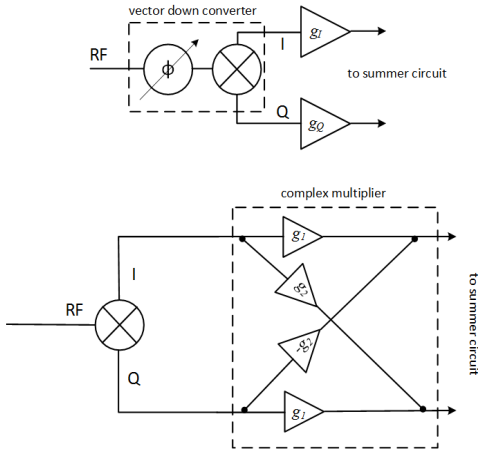 vector down converter
RF
ϕ
I
g_I
to summer circuit
Q
g_Q
complex multiplier
g_1
I
g_2
RF
-g_2
Q
g_1
to summer circuit